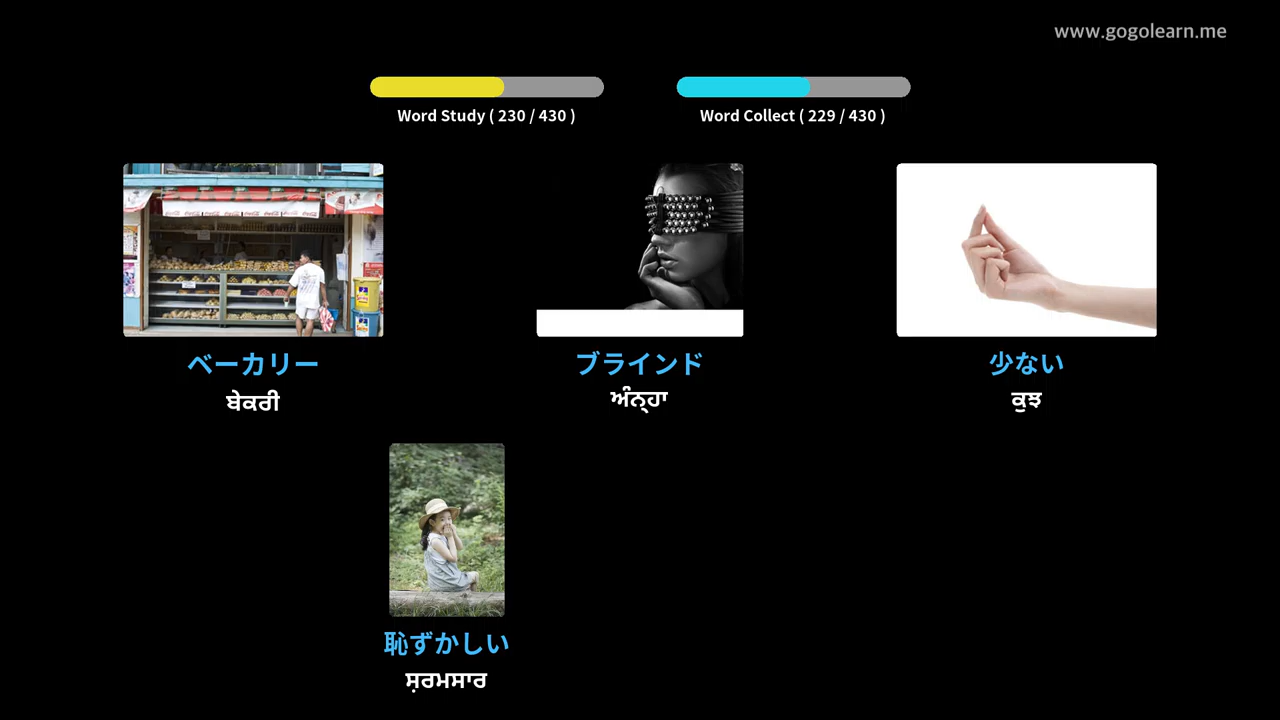 www.gogolearn.me
Word Study ( 230 / 430 )
Word Collect ( 229 / 430 )
ベーカリー
ਬੇਕਰੀ
ブラインド
ਅੰਨ੍ਹਾ
少ない
ਕੁਝ
恥ずかしい
ਸ਼ਰਮਸਾਰ